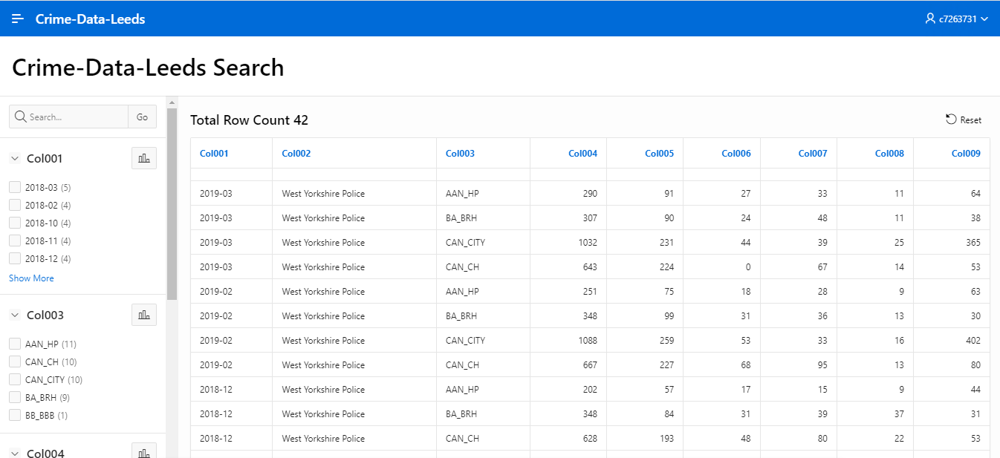 Crime-Data-Leeds
c7263731
Crime-Data-Leeds Search
Search...
Go
Col001
2018-03 (5)
2018-02 (4)
2018-10 (4)
2018-11 (4)
2018-12 (4)
Show More
Col003
AAN_HP (11)
CAN_CH (10)
CAN_CITY (10)
BA_BRH (9)
BB_BBB (1)
Col004
Total Row Count 42
Reset
Col001 Col002 Col003 Col004 Col005 Col006 Col007 Col008 Col009
2019-03 West Yorkshire Police AAN_HP 290 91 27 33 11 64
2019-03 West Yorkshire Police BA_BRH 307 90 24 48 11 38
2019-03 West Yorkshire Police CAN_CITY 1032 231 44 39 25 365
2019-03 West Yorkshire Police CAN_CH 643 224 0 67 14 53
2019-02 West Yorkshire Police AAN_HP 251 75 18 28 9 63
2019-02 West Yorkshire Police BA_BRH 348 99 31 36 13 30
2019-02 West Yorkshire Police CAN_CITY 1088 259 53 33 16 402
2019-02 West Yorkshire Police CAN_CH 667 227 68 95 13 80
2018-12 West Yorkshire Police AAN_HP 202 57 17 15 9 44
2018-12 West Yorkshire Police BA_BRH 348 84 31 39 37 31
2018-12 West Yorkshire Police CAN_CH 628 193 48 80 22 53